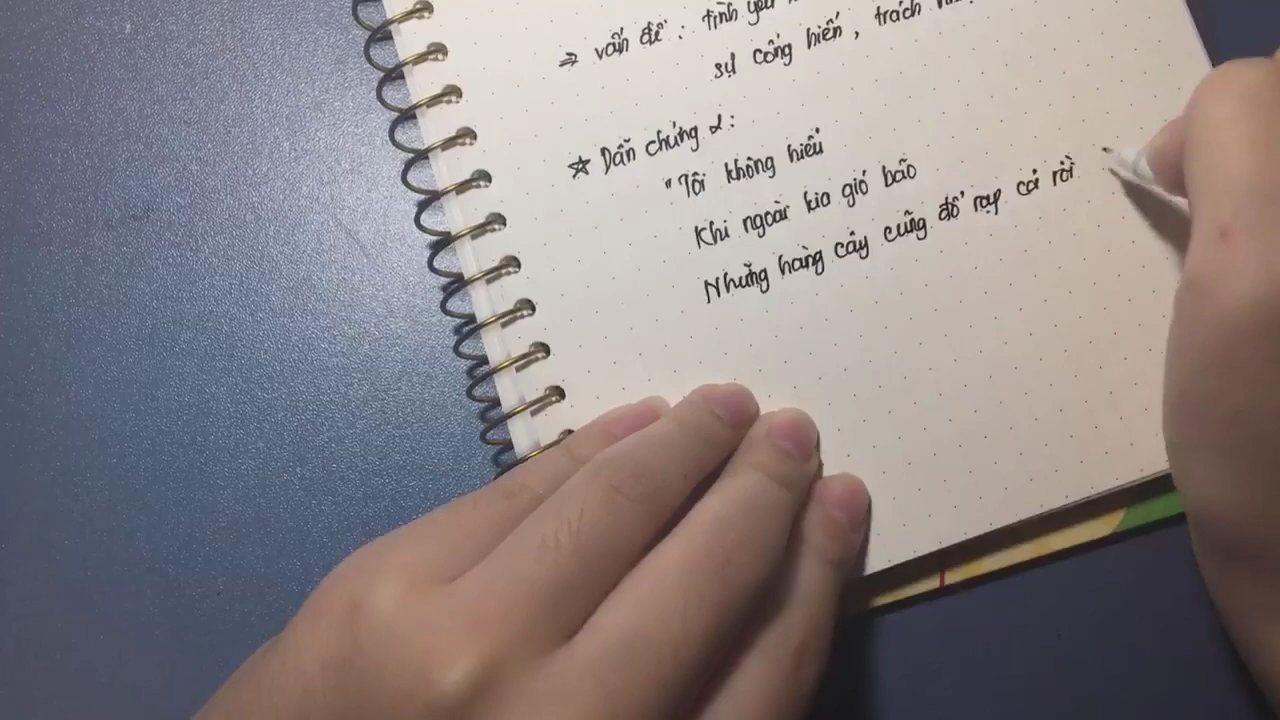 ⇒ vấn đề : tình yêu
sự cống hiến , trách
☆ Dẫn chứng 2:
"Tôi không hiểu
Khi ngoài kia gió bão
Những hàng cây cũng đổ rạp cả rồi